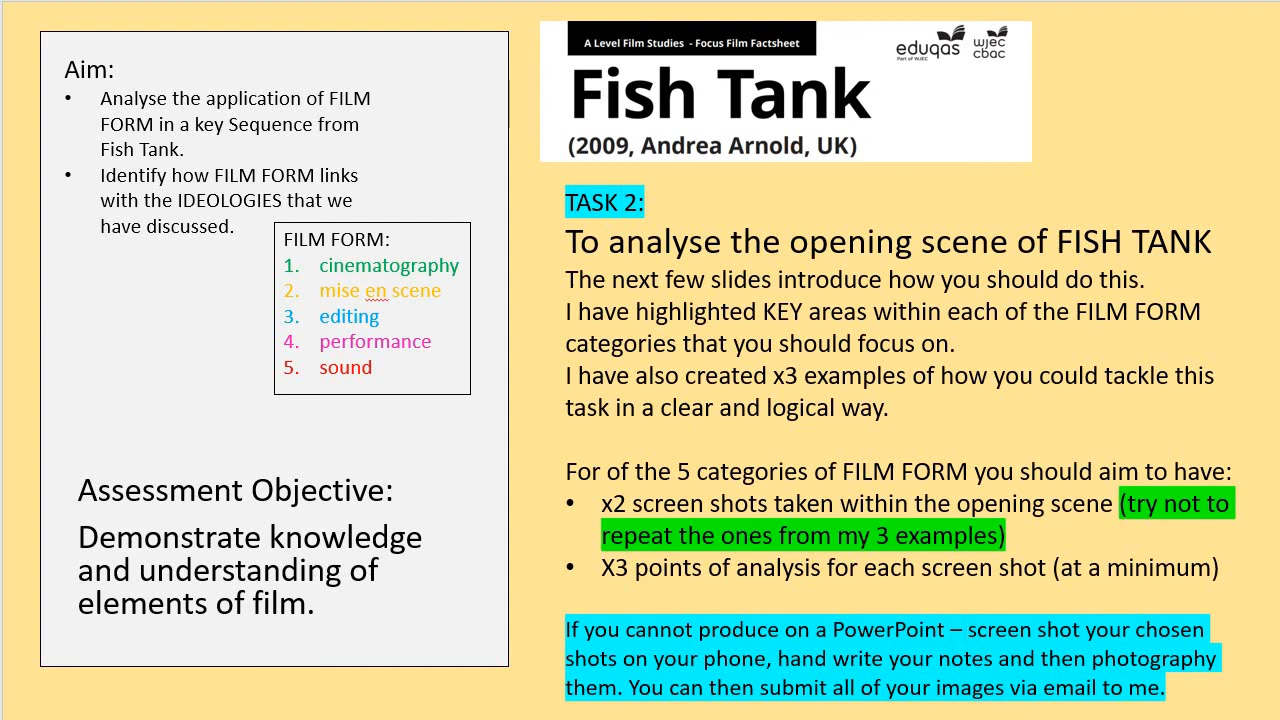 Aim:
• Analyse the application of FILM
FORM in a key Sequence from
Fish Tank.
• Identify how FILM FORM links
with the IDEOLOGIES that we
have discussed.
FILM FORM:
1. cinematography
2. mise en scene
3. editing
4. performance
5. sound
Assessment Objective:
Demonstrate knowledge
and understanding of
elements of film.
A Level Film Studies - Focus Film Factsheet
eduqas
Part of WJEC
wjec
cbac
Fish Tank
(2009, Andrea Arnold, UK)
TASK 2:
To analyse the opening scene of FISH TANK
The next few slides introduce how you should do this.
I have highlighted KEY areas within each of the FILM FORM
categories that you should focus on.
I have also created x3 examples of how you could tackle this
task in a clear and logical way.
For of the 5 categories of FILM FORM you should aim to have:
• x2 screen shots taken within the opening scene (try not to
repeat the ones from my 3 examples)
• X3 points of analysis for each screen shot (at a minimum)
If you cannot produce on a PowerPoint – screen shot your chosen
shots on your phone, hand write your notes and then photography
them. You can then submit all of your images via email to me.